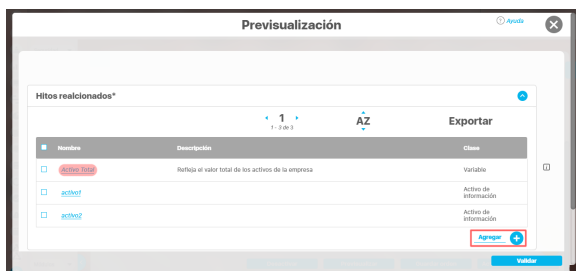 Previsualización
Ayuda
Hitos realcionados*
1
1 - 3 de 3
AZ
Exportar
Nombre Descripción Clase
Activo Total Refleja el valor total de los activos de la empresa Variable
activo1 Activo de información
activo2 Activo de información
Agregar
Validar